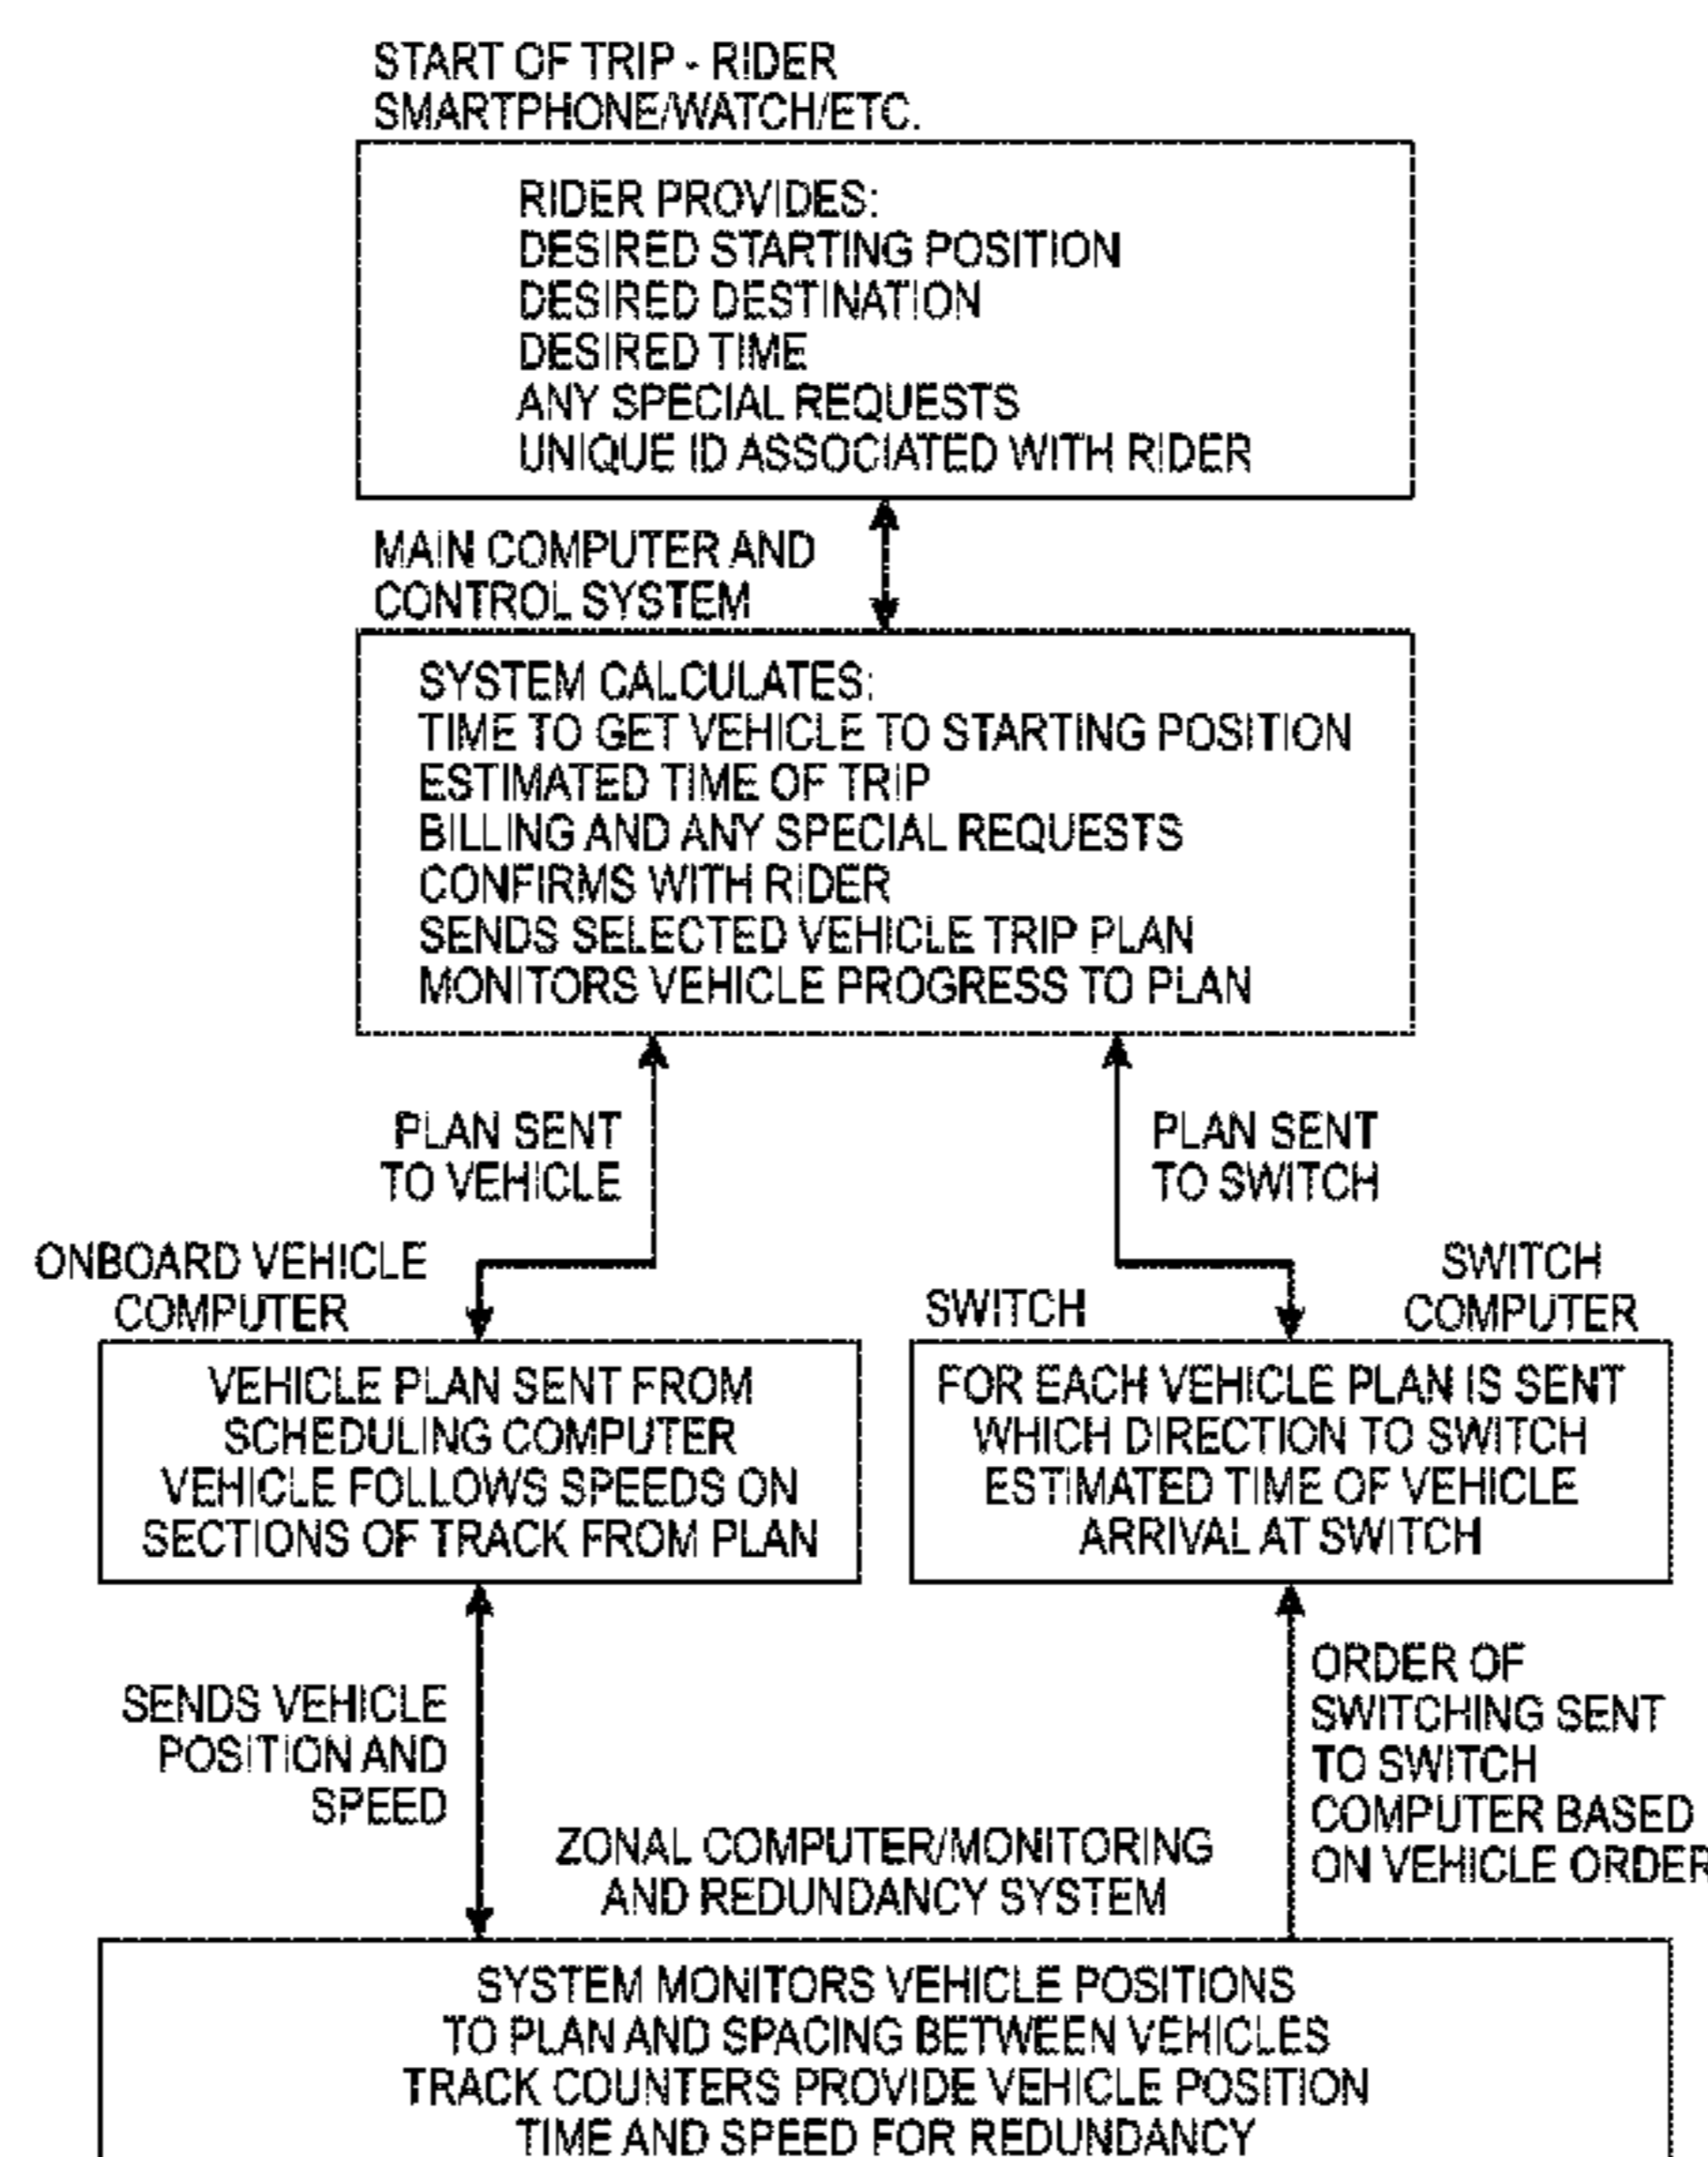 START OF TRIP - RIDER
SMARTPHONE/WATCH/ETC.
RIDER PROVIDES:
DESIRED STARTING POSITION
DESIRED DESTINATION
DESIRED TIME
ANY SPECIAL REQUESTS
UNIQUE ID ASSOCIATED WITH RIDER
MAIN COMPUTER AND
CONTROL SYSTEM
SYSTEM CALCULATES:
TIME TO GET VEHICLE TO STARTING POSITION
ESTIMATED TIME OF TRIP
BILLING AND ANY SPECIAL REQUESTS
CONFIRMS WITH RIDER
SENDS SELECTED VEHICLE TRIP PLAN
MONITORS VEHICLE PROGRESS TO PLAN
PLAN SENT
TO VEHICLE
PLAN SENT
TO SWITCH
ONBOARD VEHICLE
COMPUTER
SWITCH
SWITCH
COMPUTER
VEHICLE PLAN SENT FROM
SCHEDULING COMPUTER
VEHICLE FOLLOWS SPEEDS ON
SECTIONS OF TRACK FROM PLAN
FOR EACH VEHICLE PLAN IS SENT
WHICH DIRECTION TO SWITCH
ESTIMATED TIME OF VEHICLE
ARRIVAL AT SWITCH
SENDS VEHICLE
POSITION AND
SPEED
ORDER OF
SWITCHING SENT
TO SWITCH
COMPUTER BASED
ON VEHICLE ORDER
ZONAL COMPUTER/MONITORING
AND REDUNDANCY SYSTEM
SYSTEM MONITORS VEHICLE POSITIONS
TO PLAN AND SPACING BETWEEN VEHICLES
TRACK COUNTERS PROVIDE VEHICLE POSITION
TIME AND SPEED FOR REDUNDANCY